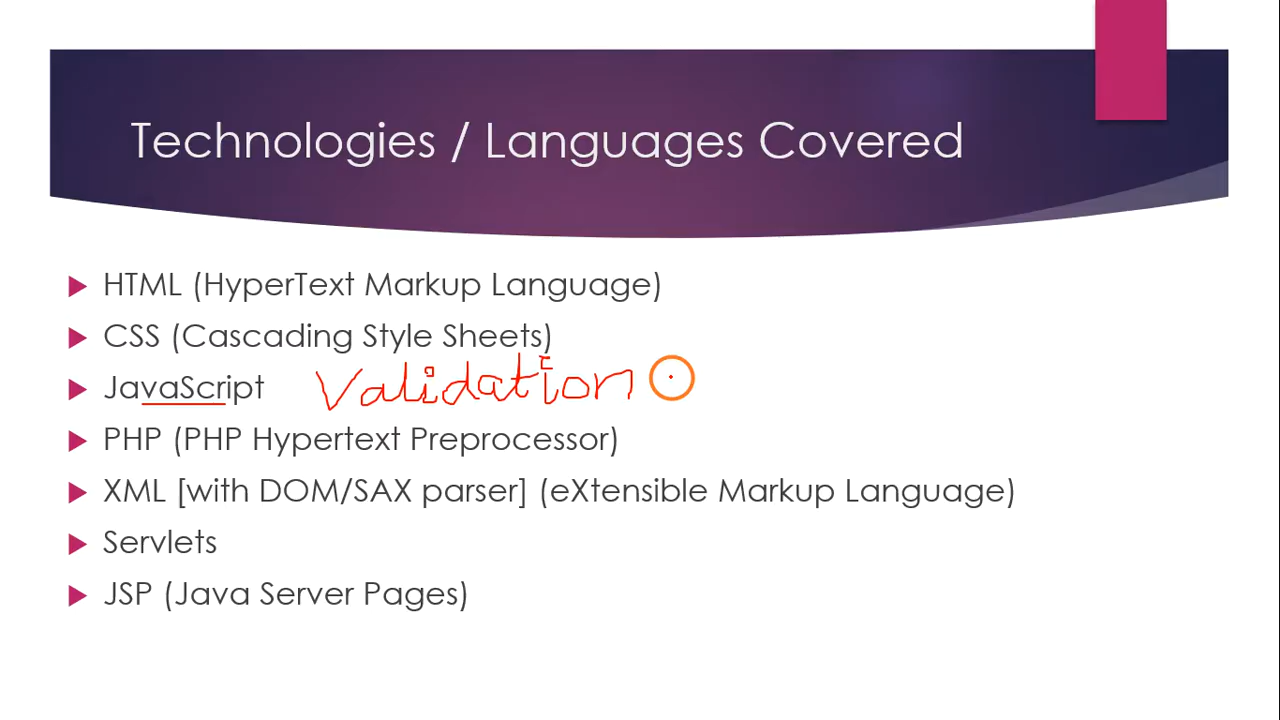 Technologies / Languages Covered
HTML (HyperText Markup Language)
CSS (Cascading Style Sheets)
JavaScript Validation
PHP (PHP Hypertext Preprocessor)
XML [with DOM/SAX parser] (eXtensible Markup Language)
Servlets
JSP (Java Server Pages)